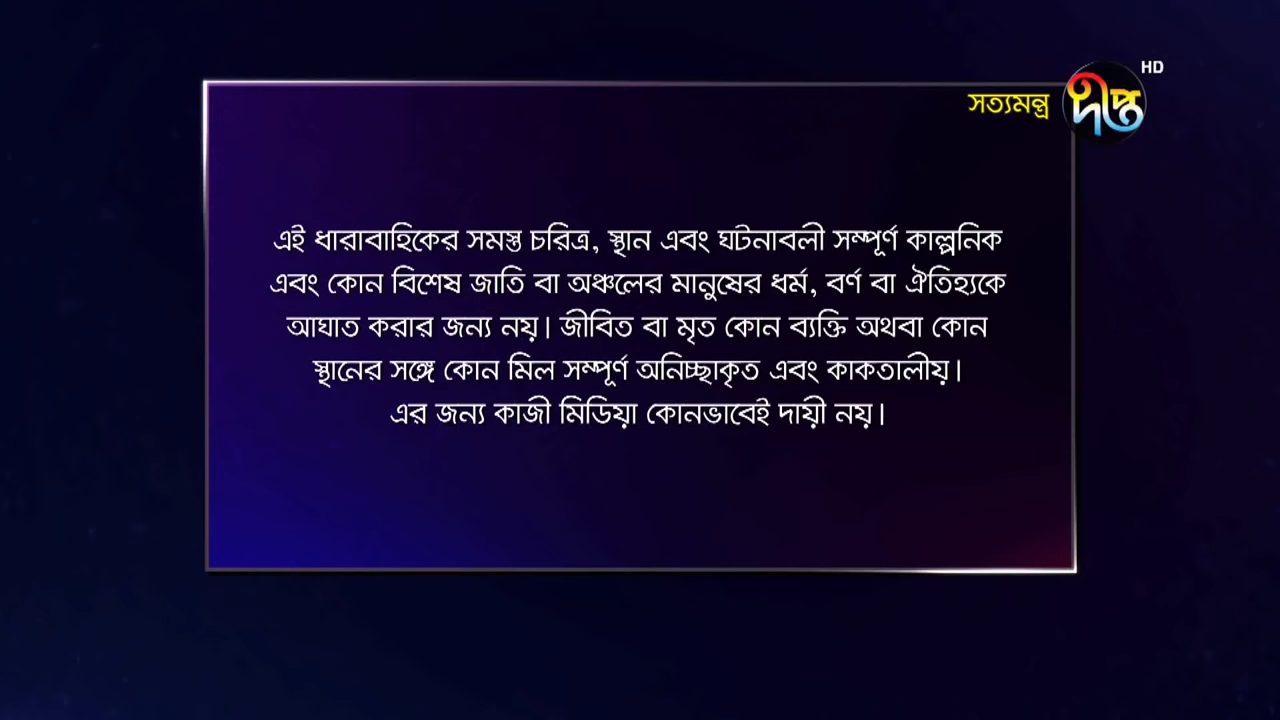 HD
সত্যমন্ত্র
দীপ্ত
এই ধারাবাহিকের সমস্ত চরিত্র, স্থান এবং ঘটনাবলী সম্পূর্ণ কাল্পনিক
এবং কোন বিশেষ জাতি বা অঞ্চলের মানুষের ধর্ম, বর্ণ বা ঐতিহ্যকে
আঘাত করার জন্য নয়। জীবিত বা মৃত কোন ব্যক্তি অথবা কোন
স্থানের সঙ্গে কোন মিল সম্পূর্ণ অনিচ্ছাকৃত এবং কাকতালীয়।
এর জন্য কাজী মিডিয়া কোনভাবেই দায়ী নয়।